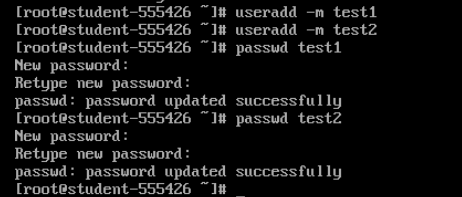 [root@student-555426 ~]# useradd -m test1
[root@student-555426 ~]# useradd -m test2
[root@student-555426 ~]# passwd test1
New password:
Retype new password:
passwd: password updated successfully
[root@student-555426 ~]# passwd test2
New password:
Retype new password:
passwd: password updated successfully
[root@student-555426 ~]#